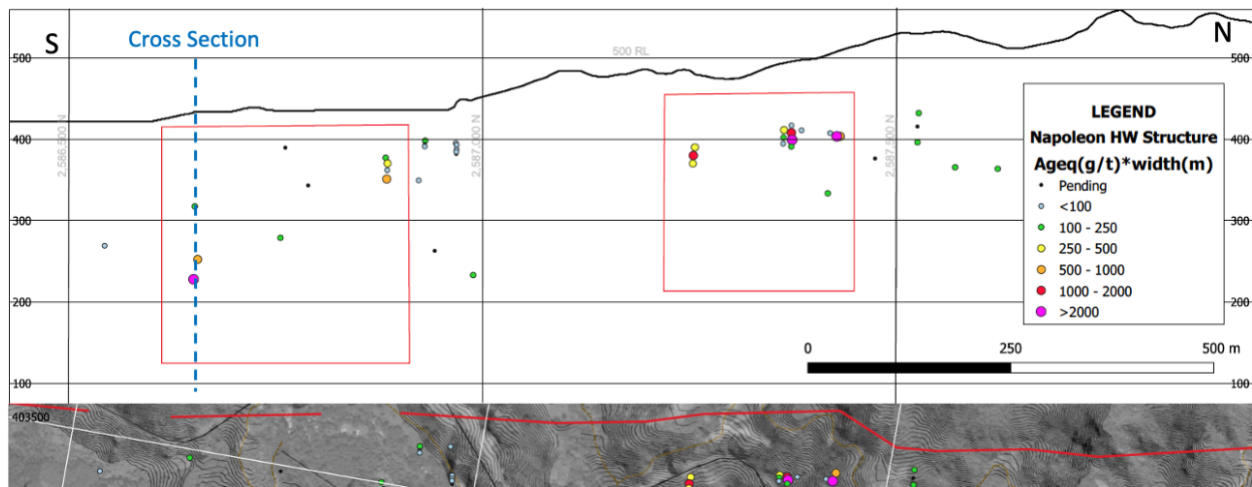 S
Cross Section
N
500 RL
500
500
400
400
300
300
200
200
100
100
2,586,500 N
2,587,000 N
2,587,500 N
LEGEND
Napoleon HW Structure
Ageq(g/t)*width(m)
Pending
<100
100 - 250
250 - 500
500 - 1000
1000 - 2000
>2000
0
250
500 m
403500